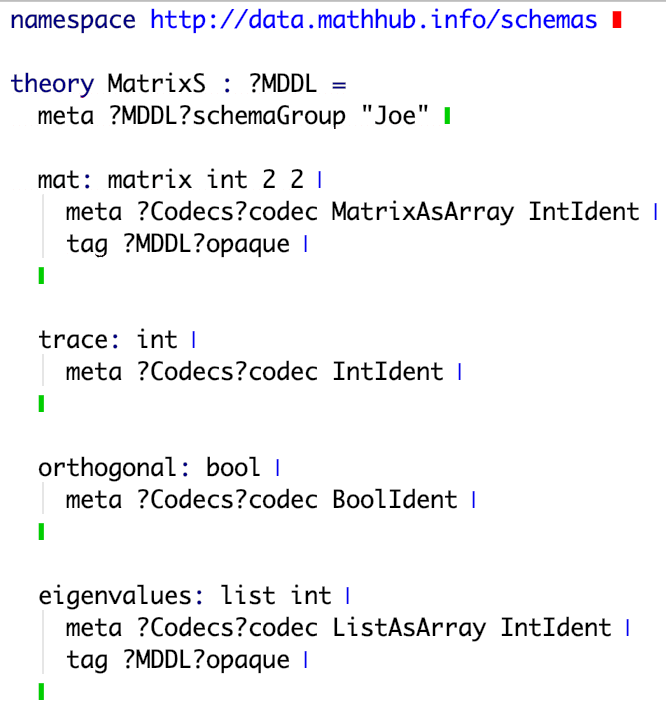 namespace http://data.mathhub.info/schemas
theory MatrixS : ?MDDL =
meta ?MDDL?schemaGroup "Joe"
mat: matrix int 2 2 |
meta ?Codecs?codec MatrixAsArray IntIdent |
tag ?MDDL?opaque |
trace: int |
meta ?Codecs?codec IntIdent |
orthogonal: bool |
meta ?Codecs?codec BoolIdent |
eigenvalues: list int |
meta ?Codecs?codec ListAsArray IntIdent |
tag ?MDDL?opaque |